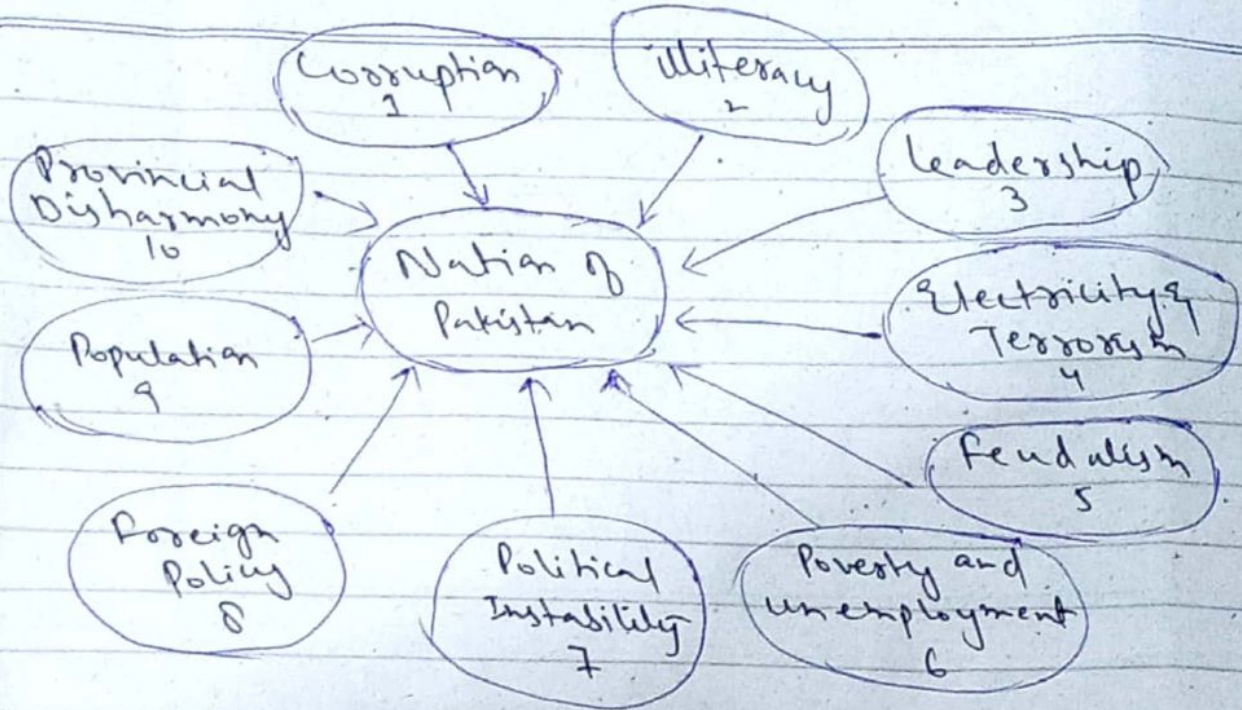 Corruption
1
illiteracy
2
leadership
3
Electricity &
Terrorism
4
Feudalism
5
Poverty and
unemployment
6
Political
Instability
7
Foreign
Policy
8
Population
9
Provincial
Disharmony
10
Nation of
Pakistan